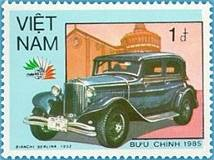 VIỆT
NAM
1đ
BIANCHI BERLINA 1932
BƯU CHÍNH 1985